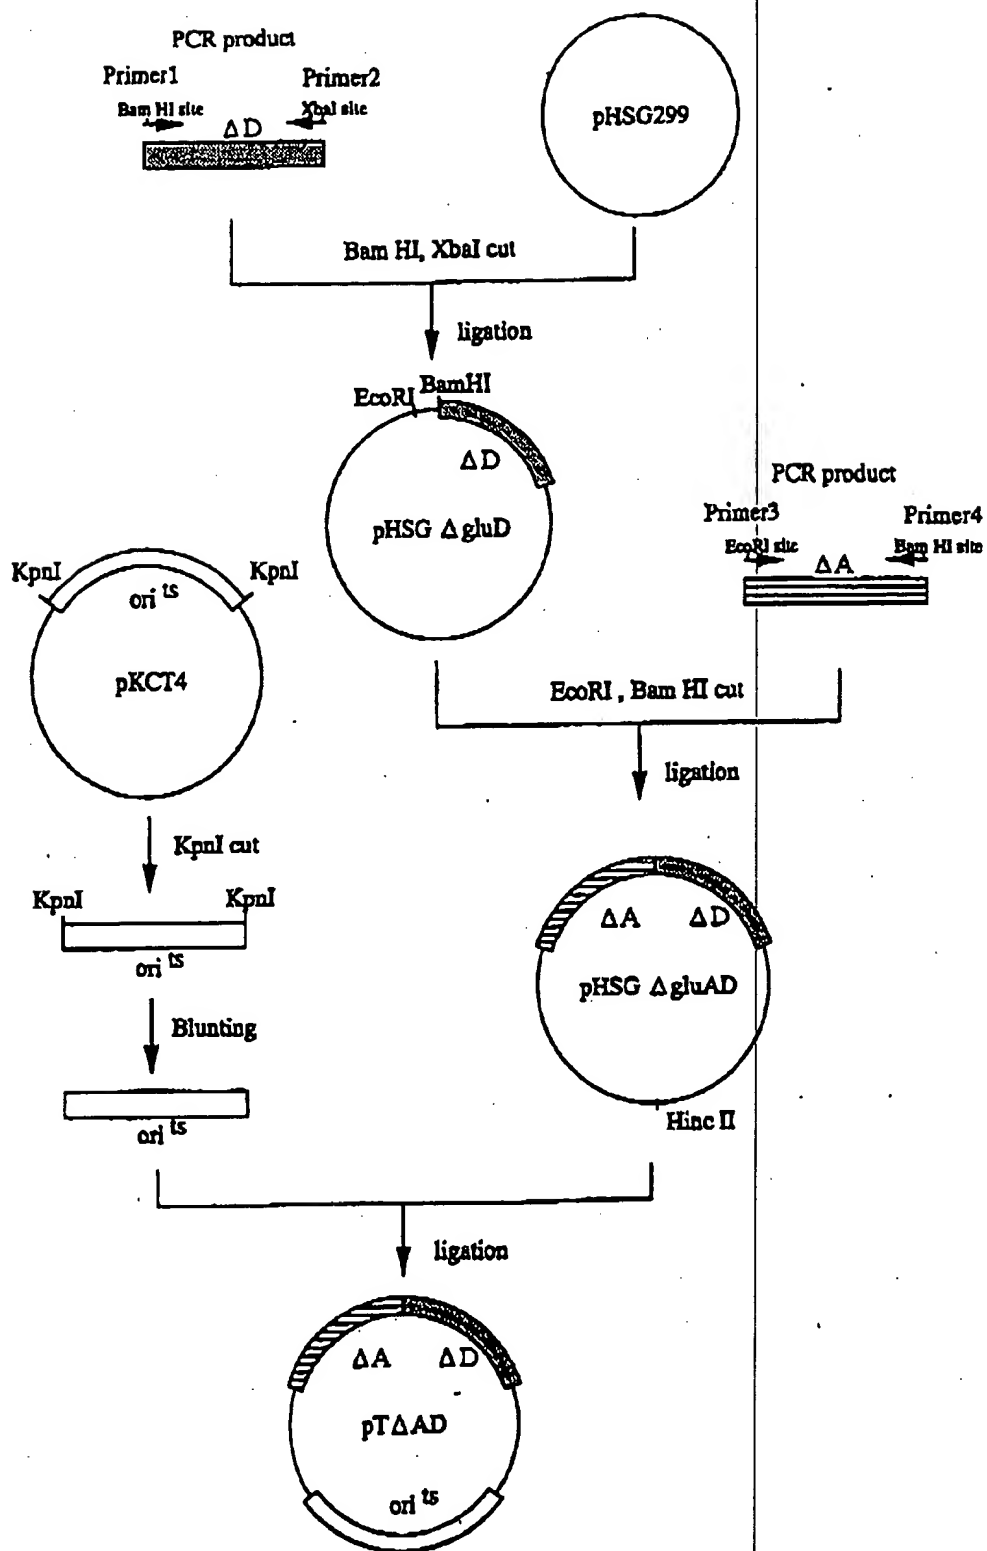 PCR product
Primer1
Primer2
Bam HI site
XbaI site
ΔD
pHSG299
Bam HI, XbaI cut
ligation
EcoRI
BamHI
ΔD
pHSG ΔgluD
PCR product
Primer3
Primer4
EcoRI site
Bam HI site
ΔA
KpnI
KpnI
ori ts
pKCT4
EcoRI , Bam HI cut
ligation
KpnI cut
KpnI
KpnI
ori ts
ΔA
ΔD
pHSG ΔgluAD
Blunting
ori ts
Hinc II
ligation
ΔA
ΔD
pTΔAD
ori ts